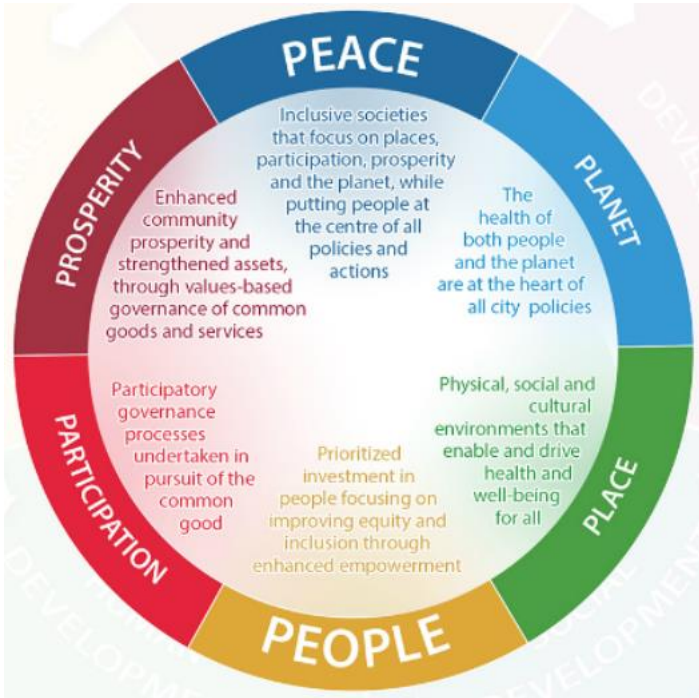 PEACE
Inclusive societies
that focus on places,
participation, prosperity
and the planet, while
putting people at
the centre of all
policies and
actions
PLANET
The
health of
both people
and the planet
are at the heart of
all city policies
PLACE
Physical, social and
cultural
environments that
enable and drive
health and
well-being
for all
PEOPLE
Prioritized
investment in
people focusing on
improving equity and
inclusion through
enhanced empowerment
PARTICIPATION
Participatory
governance
processes
undertaken in
pursuit of the
common
good
PROSPERITY
Enhanced
community
prosperity and
strengthened assets,
through values-based
governance of common
goods and services
SOCIAL
DEVELOPMENT